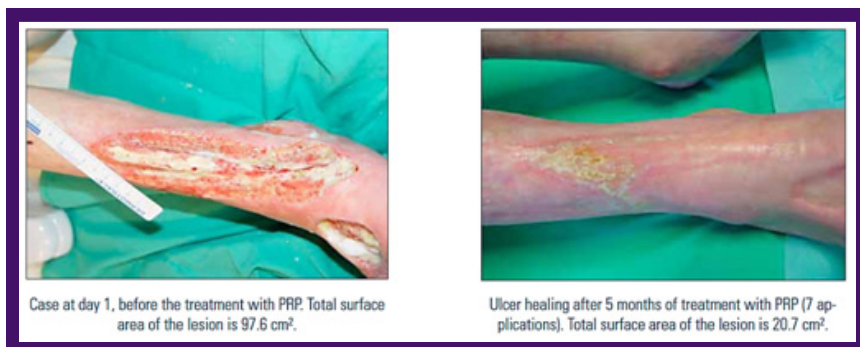 Case at day 1, before the treatment with PRP. Total surface
area of the lesion is 97.6 cm².
Ulcer healing after 5 months of treatment with PRP (7 ap-
plications). Total surface area of the lesion is 20.7 cm².